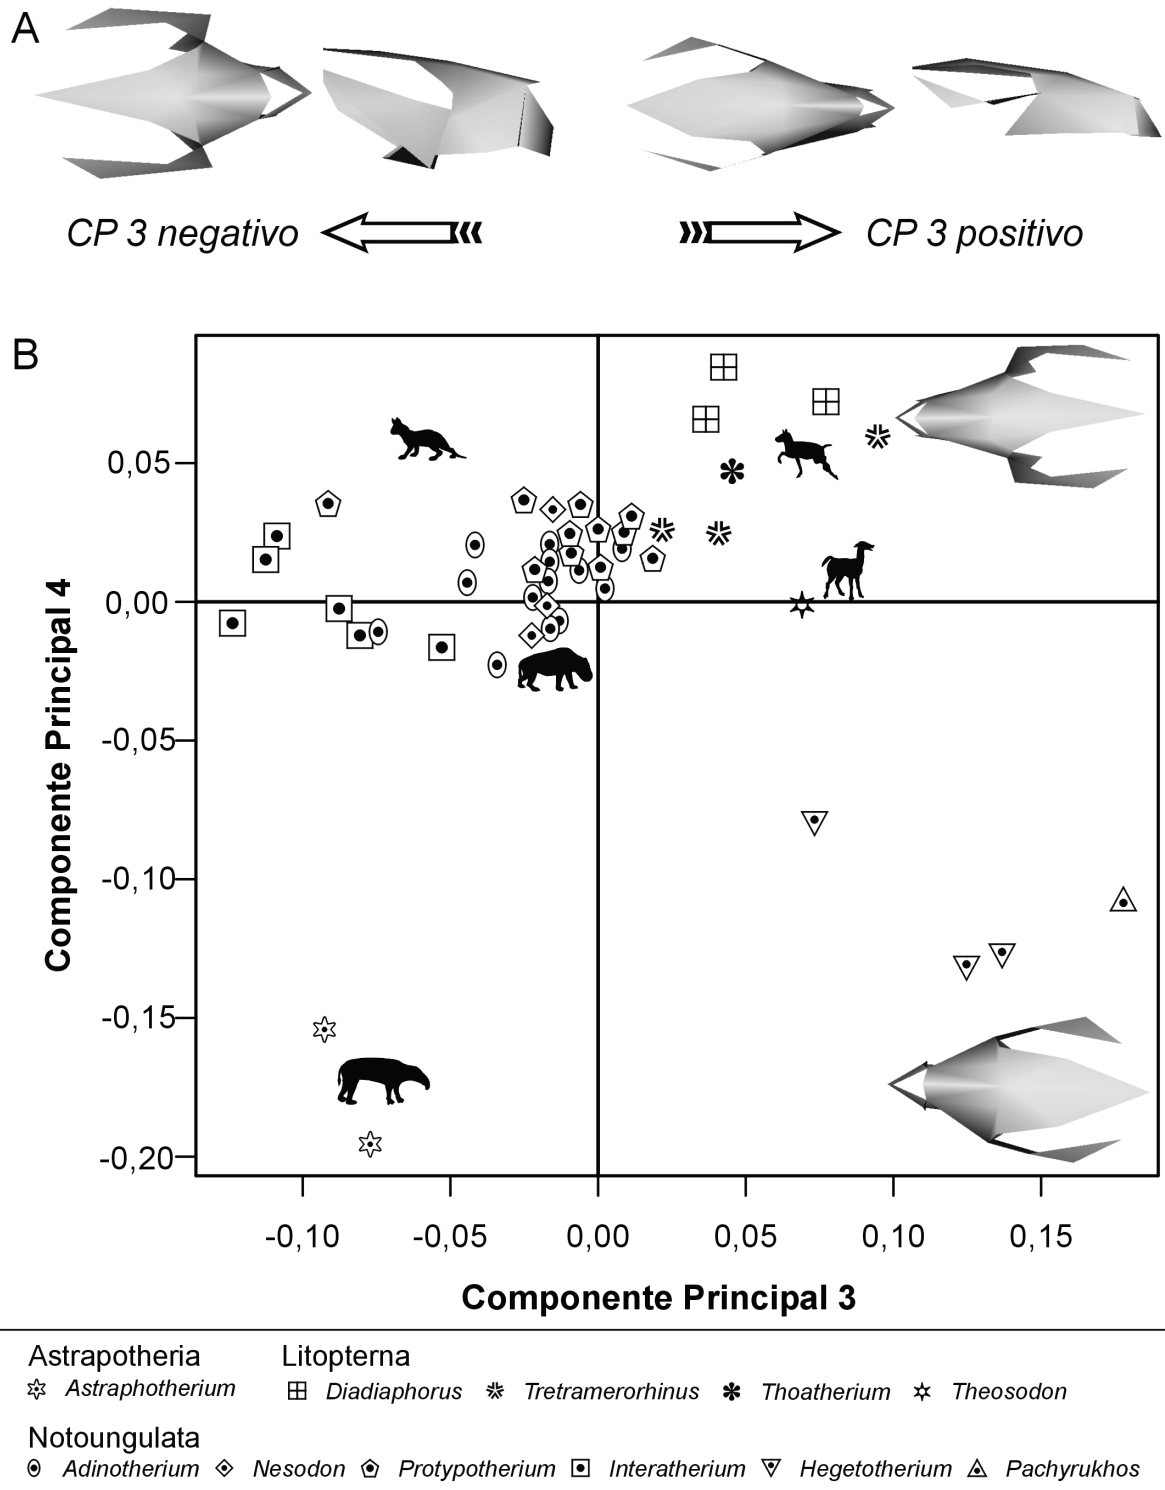 A
CP 3 negativo
CP 3 positivo
B
0,05
0,00
-0,05
-0,10
-0,15
-0,20
Componente Principal 4
-0,10 -0,05 0,00 0,05 0,10 0,15
Componente Principal 3
Astrapotheria Litopterna
Astraphotherium Diadiaphorus Tretramerorhinus Thoatherium Theosodon
Notoungulata
Adinotherium Nesodon Protypotherium Interatherium Hegetotherium Pachyrukhos